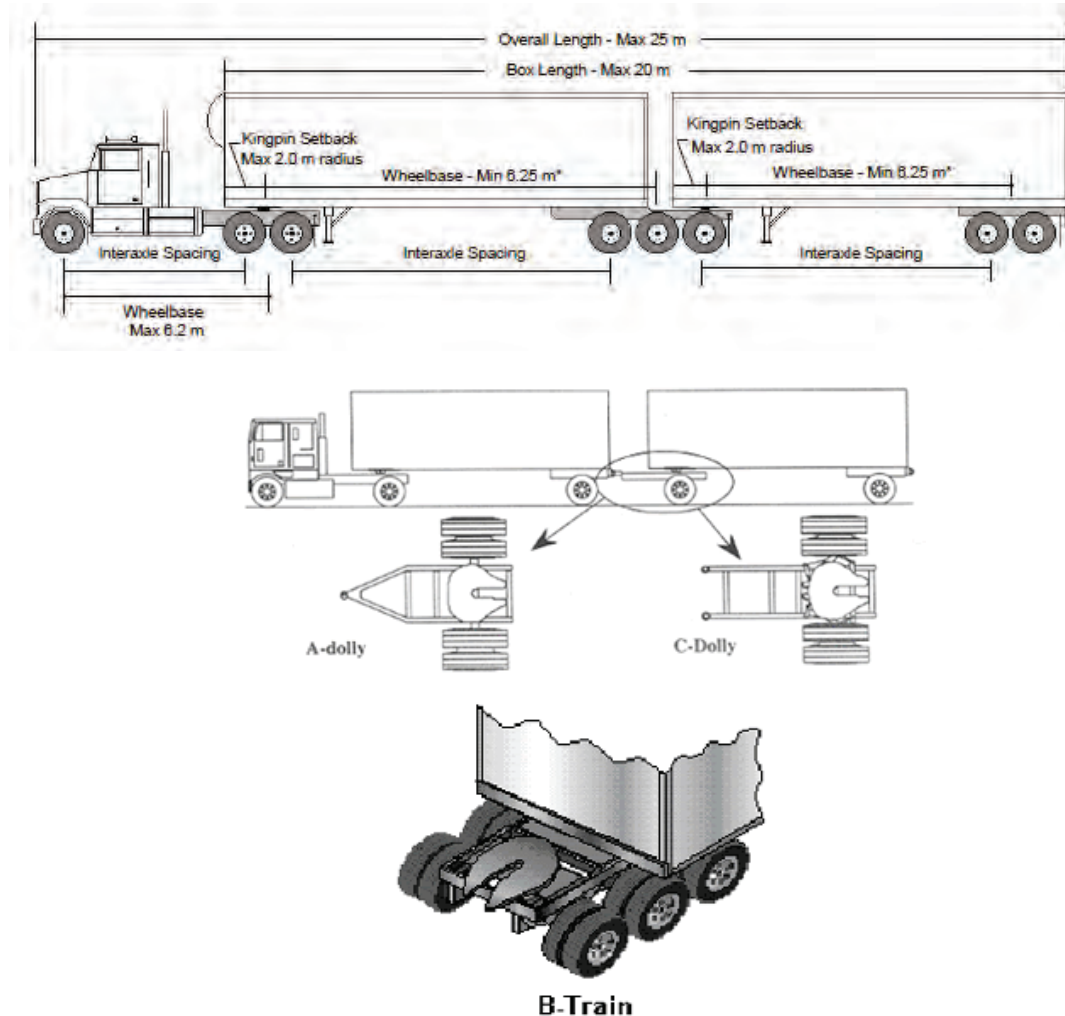 Overall Length - Max 25 m
Box Length - Max 20 m
Kingpin Setback
Max 2.0 m radius
Kingpin Setback
Max 2.0 m radius
Wheelbase - Min 6.25 m*
Wheelbase - Min 6.25 m*
Interaxle Spacing
Interaxle Spacing
Interaxle Spacing
Wheelbase
Max 6.2 m
A-dolly
C-Dolly
B-Train